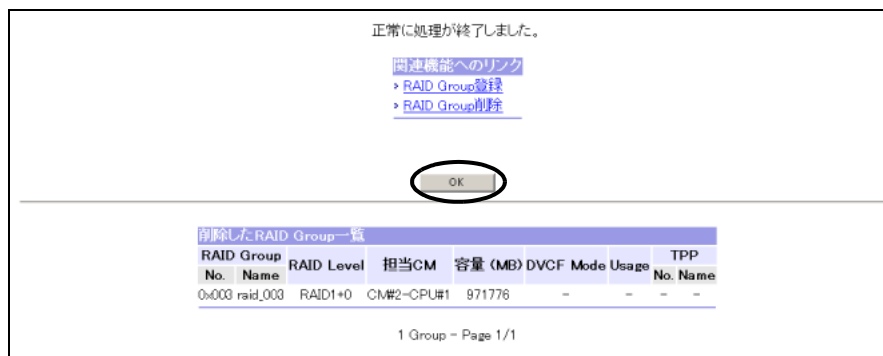 正常に処理が終了しました。
関連機能へのリンク
> RAID Group登録
> RAID Group削除
OK
削除したRAID Group一覧
RAID Group RAID Level 担当CM 容量 (MB) DVCF Mode Usage TPP
No. Name No. Name
0x003 raid_003 RAID1+0 CM#2-CPU#1 971776 - - - -
1 Group - Page 1/1